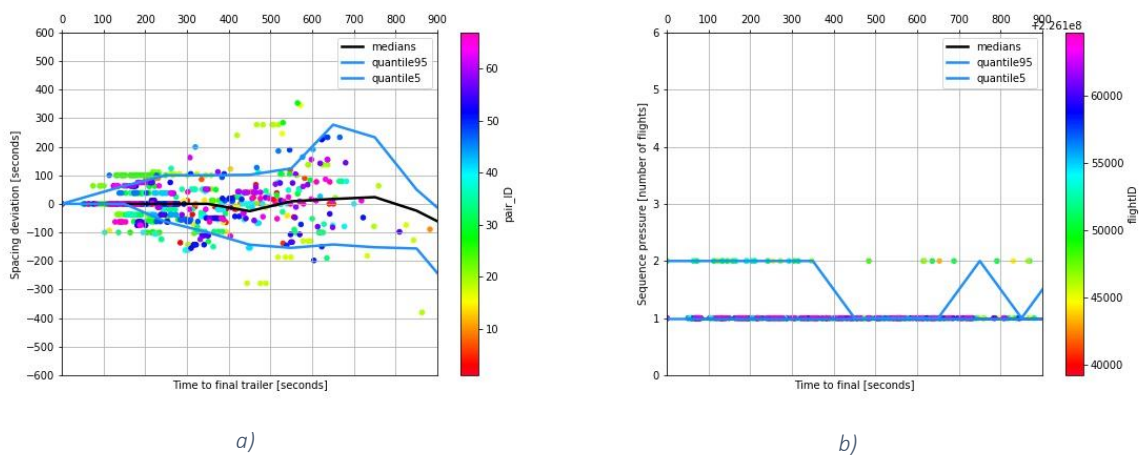 0 100 200 300 400 500 600 700 800 900
600
500
400
300
200
100
0
−100
−200
−300
−400
−500
−600
Spacing deviation [seconds]
medians
quantile95
quantile5
Time to final trailer [seconds]
60
50
40
30
20
10
pair_ID
a)
0 100 200 300 400 500 600 700 800 900
6
5
4
3
2
1
0
Sequence pressure [number of flights]
medians
quantile95
quantile5
Time to final [seconds]
+2.261e8
60000
55000
50000
45000
40000
flightID
b)